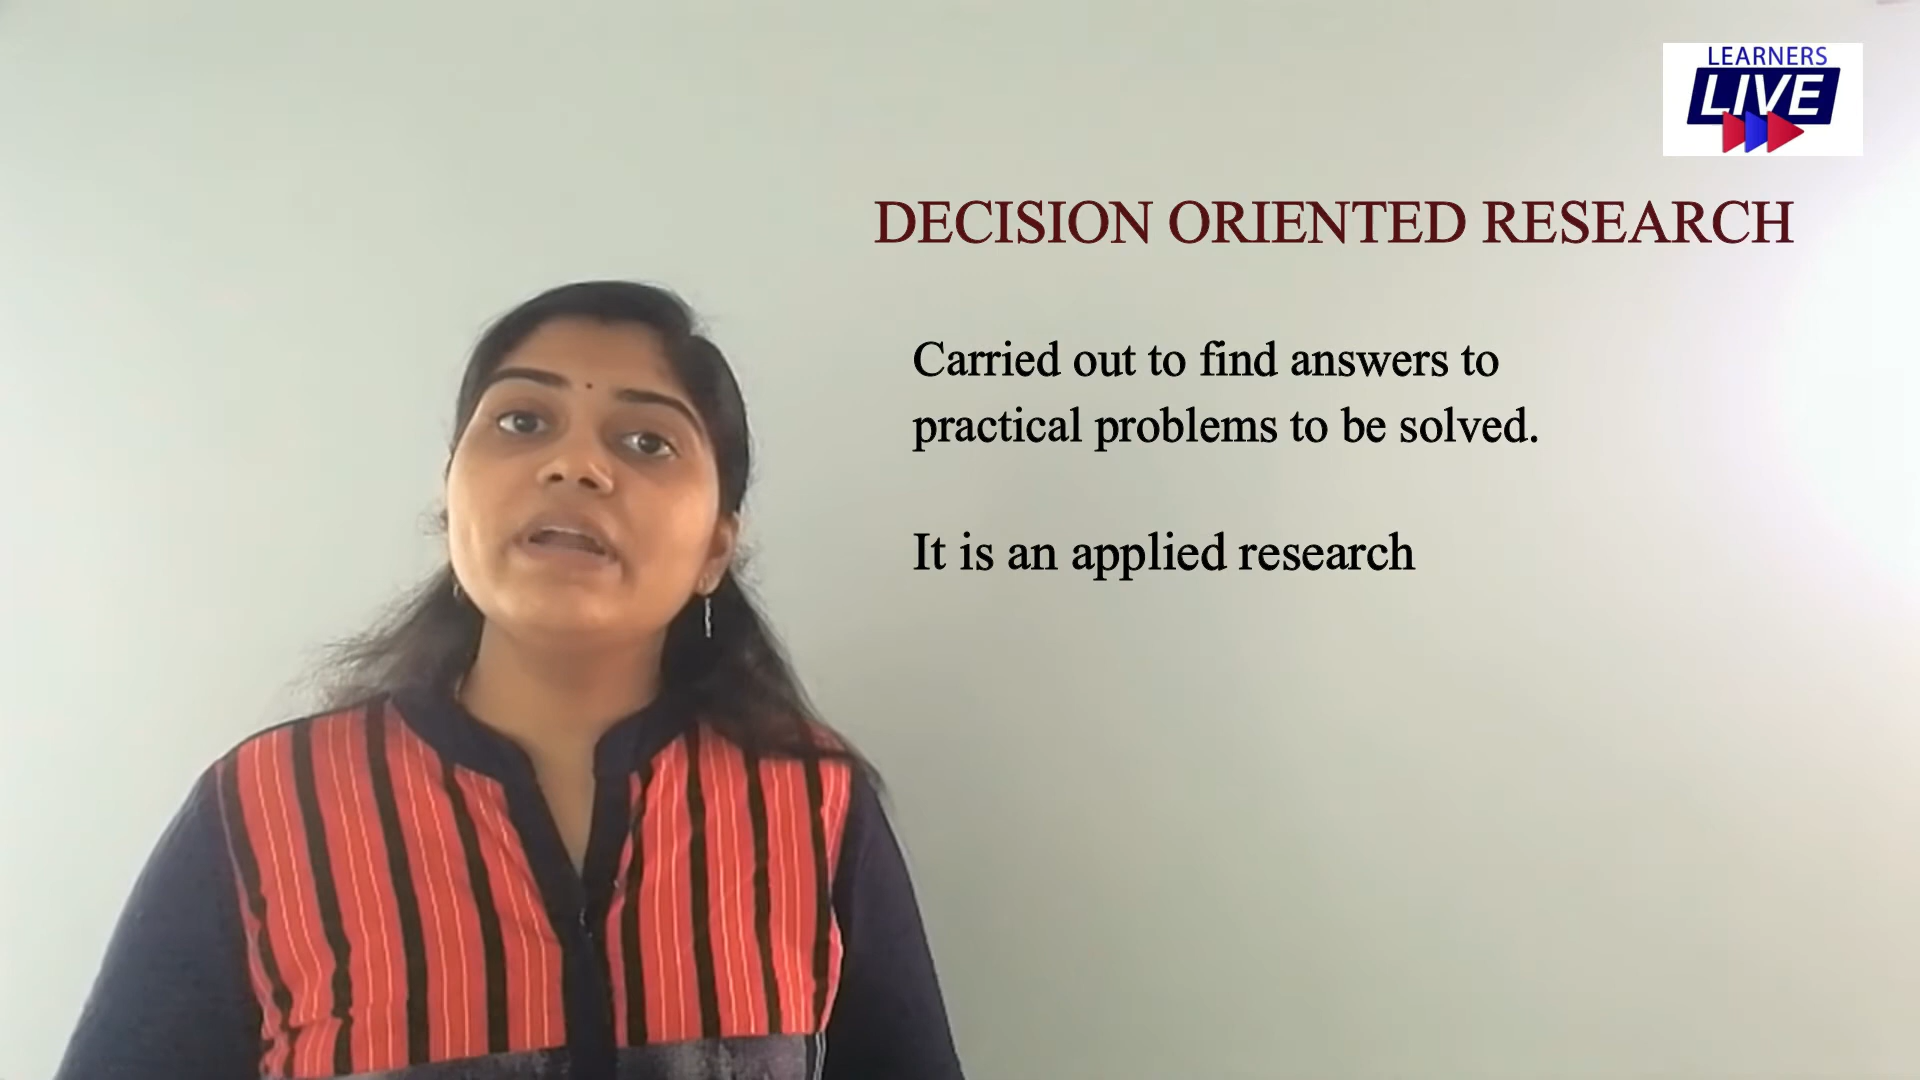 LEARNERS
LIVE
DECISION ORIENTED RESEARCH
Carried out to find answers to
practical problems to be solved.
It is an applied research